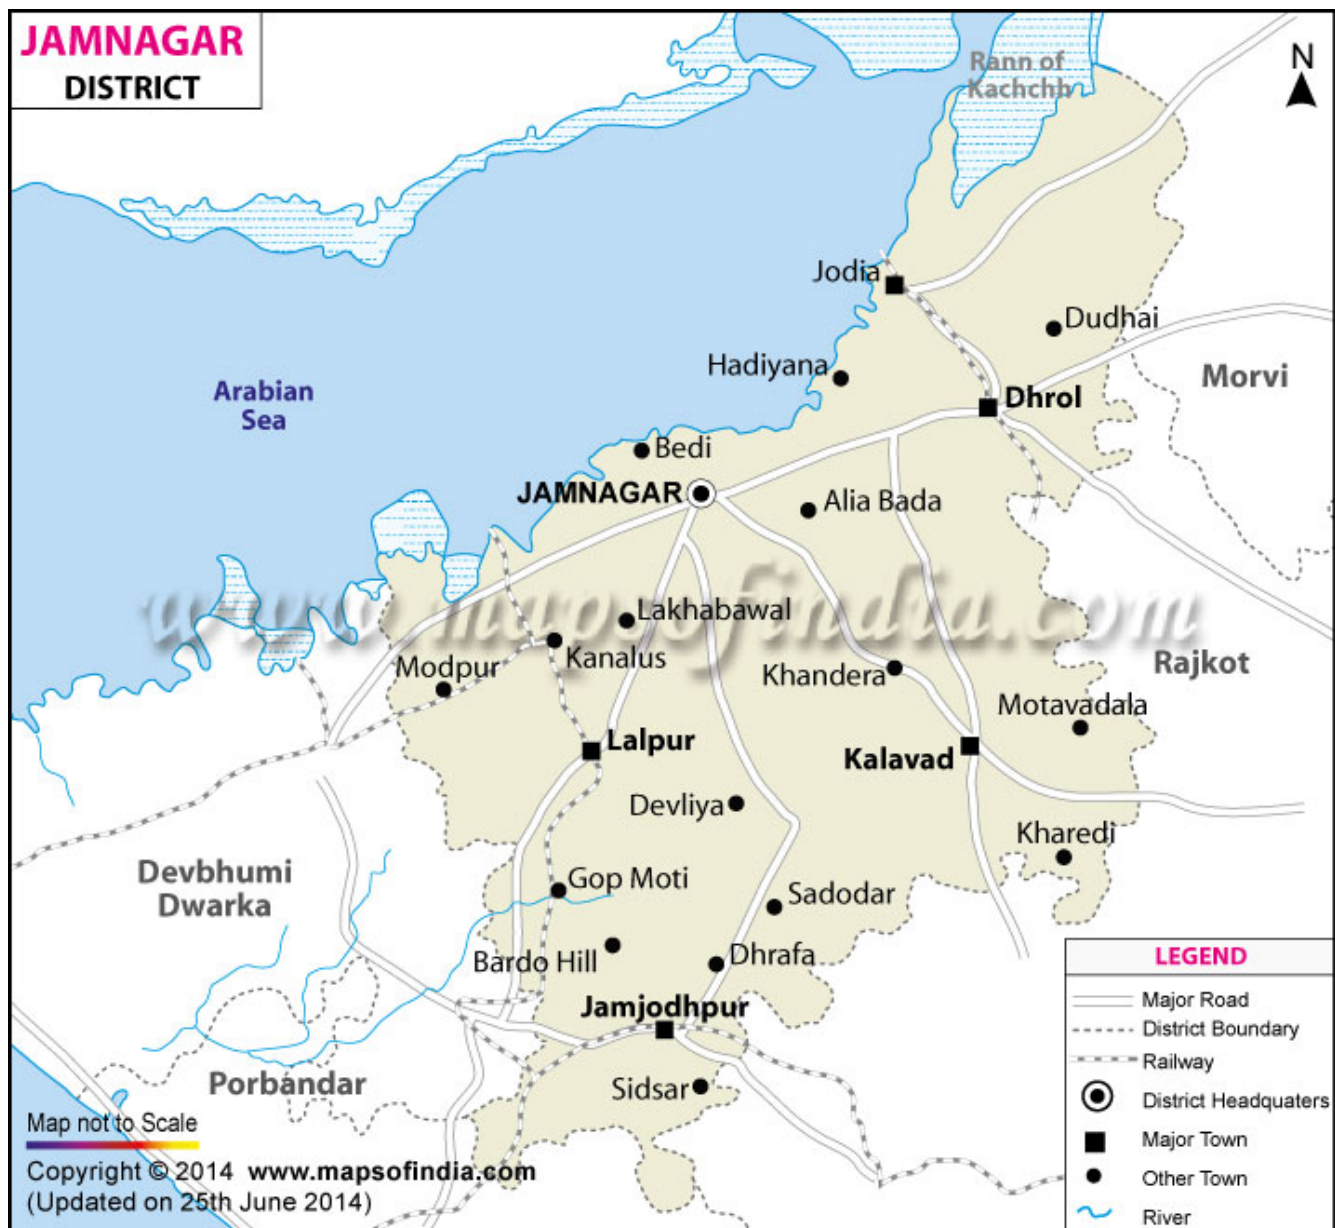 JAMNAGAR
DISTRICT
N
Rann of
Kachchh
Jodia
Dudhai
Hadiyana
Dhrol
Morvi
Arabian
Sea
Bedi
JAMNAGAR
Alia Bada
www.mapsofindia.com
Lakhabawal
Kanalus
Modpur
Khandera
Rajkot
Motavadala
Lalpur
Kalavad
Devliya
Kharedi
Devbhumi
Dwarka
Gop Moti
Sadodar
Bardo Hill
Dhrafa
Jamjodhpur
Porbandar
Sidsar
LEGEND
Major Road
District Boundary
Railway
District Headquaters
Major Town
Other Town
River
Map not to Scale
Copyright © 2014 www.mapsofindia.com
(Updated on 25th June 2014)